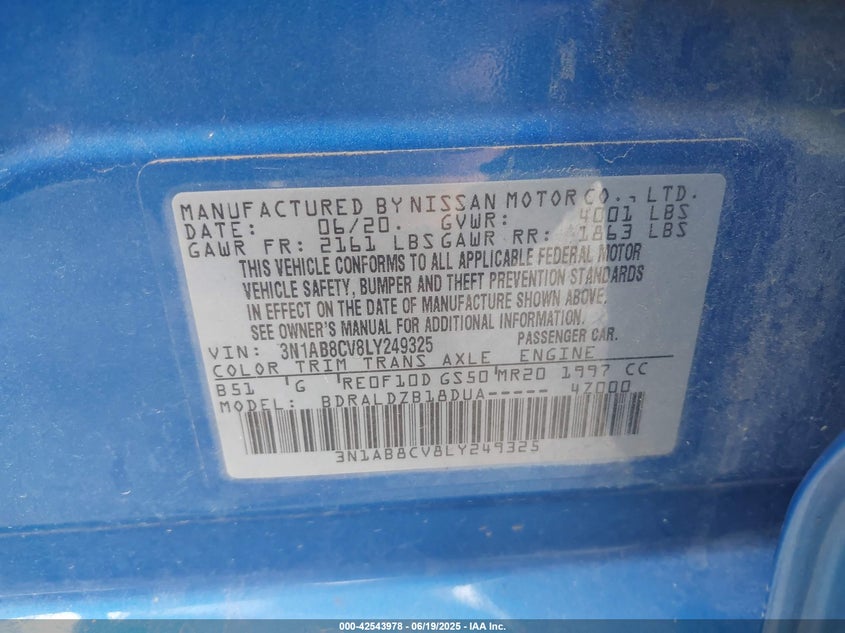 MANUFACTURED BY NISSAN MOTOR CO., LTD.
DATE: 06/20. GVWR: 4001 LBS
GAWR FR: 2161 LBS GAWR RR: 1863 LBS
THIS VEHICLE CONFORMS TO ALL APPLICABLE FEDERAL MOTOR
VEHICLE SAFETY, BUMPER AND THEFT PREVENTION STANDARDS
IN EFFECT ON THE DATE OF MANUFACTURE SHOWN ABOVE.
SEE OWNER'S MANUAL FOR ADDITIONAL INFORMATION.
VIN: 3N1AB8CV8LY249325 PASSENGER CAR.
COLOR TRIM TRANS AXLE ENGINE
B51 G RE0F10D GS50 MR20 1997 CC
MODEL: BDRALDZB18DUA----- 47000
3N1AB8CV8LY249325
000-42543978 - 06/19/2025 - IAA Inc.